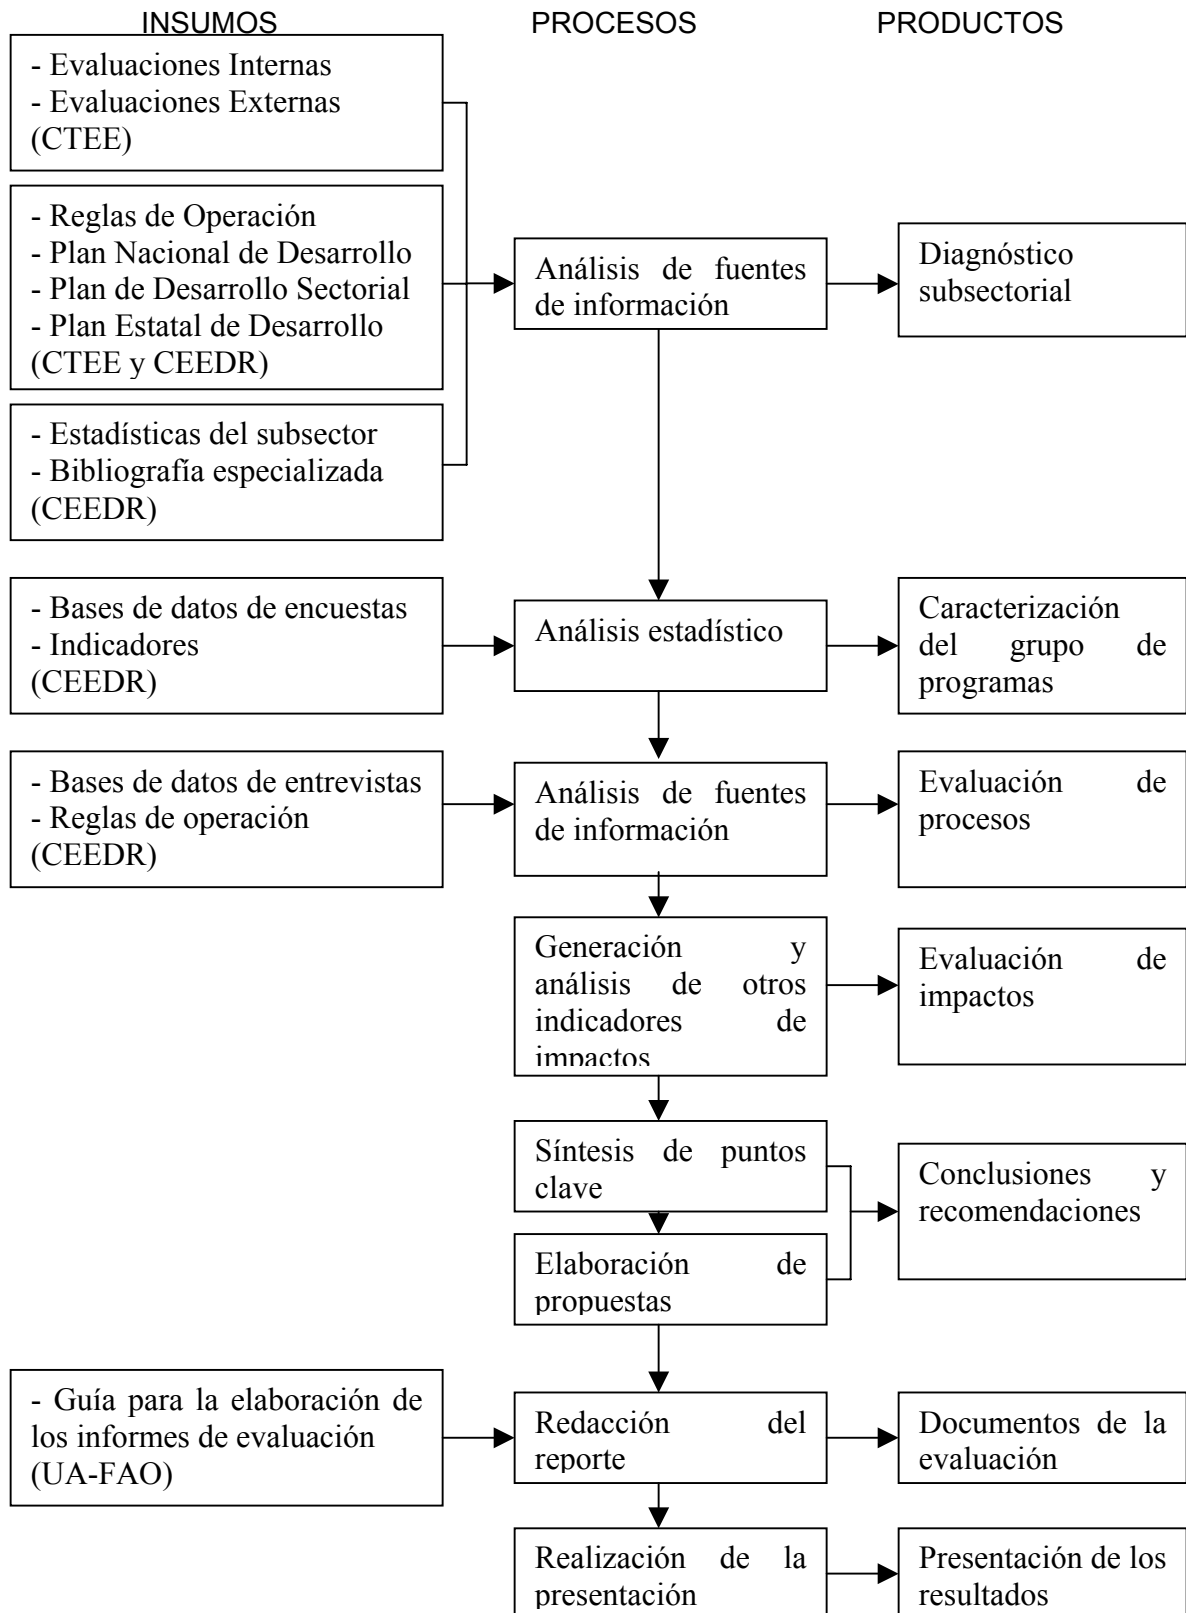 INSUMOS
PROCESOS
PRODUCTOS
- Evaluaciones Internas
- Evaluaciones Externas
(CTEE)
- Reglas de Operación
- Plan Nacional de Desarrollo
- Plan de Desarrollo Sectorial
- Plan Estatal de Desarrollo
(CTEE y CEEDR)
- Estadísticas del subsector
- Bibliografía especializada
(CEEDR)
Análisis de fuentes
de información
Diagnóstico
subsectorial
- Bases de datos de encuestas
- Indicadores
(CEEDR)
Análisis estadístico
Caracterización
del grupo de
programas
- Bases de datos de entrevistas
- Reglas de operación
(CEEDR)
Análisis de fuentes
de información
Evaluación de
procesos
Generación y
análisis de otros
indicadores de
impactos
Evaluación de
impactos
Síntesis de puntos
clave
Elaboración de
propuestas
Conclusiones y
recomendaciones
- Guía para la elaboración de
los informes de evaluación
(UA-FAO)
Redacción del
reporte
Documentos de la
evaluación
Realización de la
presentación
Presentación de los
resultados